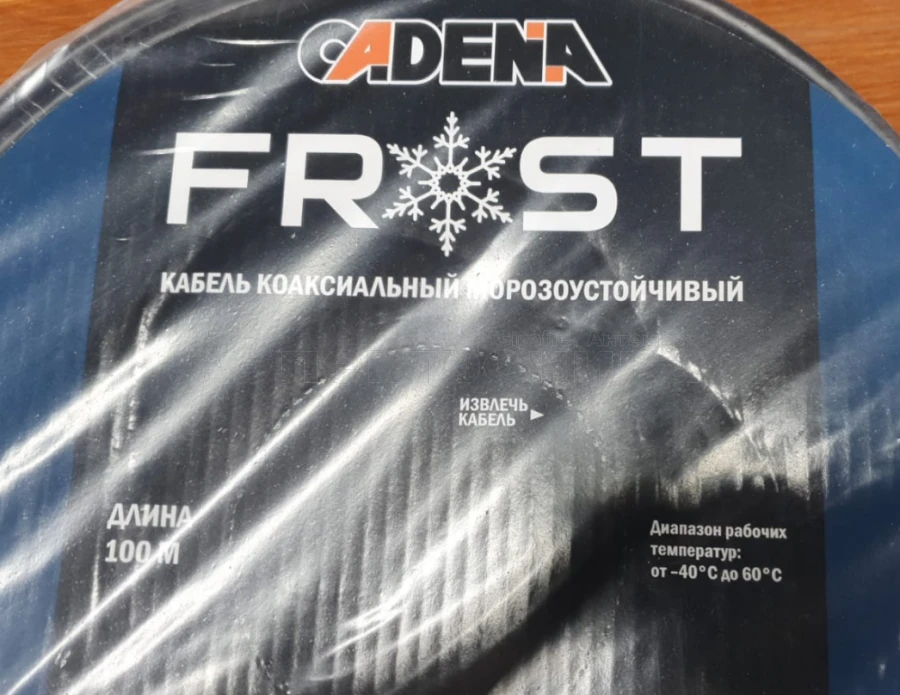 CADENA
FROST
КАБЕЛЬ КОАКСИАЛЬНЫЙ МОРОЗОУСТОЙЧИВЫЙ
ИЗВЛЕЧЬ
КАБЕЛЬ
ДЛИНА
100 М
Диапазон рабочих
температур:
от –40°C до 60°C